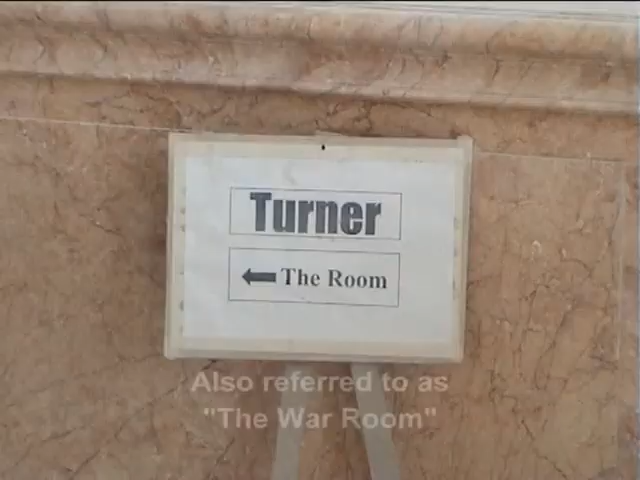 Turner
The Room
Also referred to as
"The War Room"